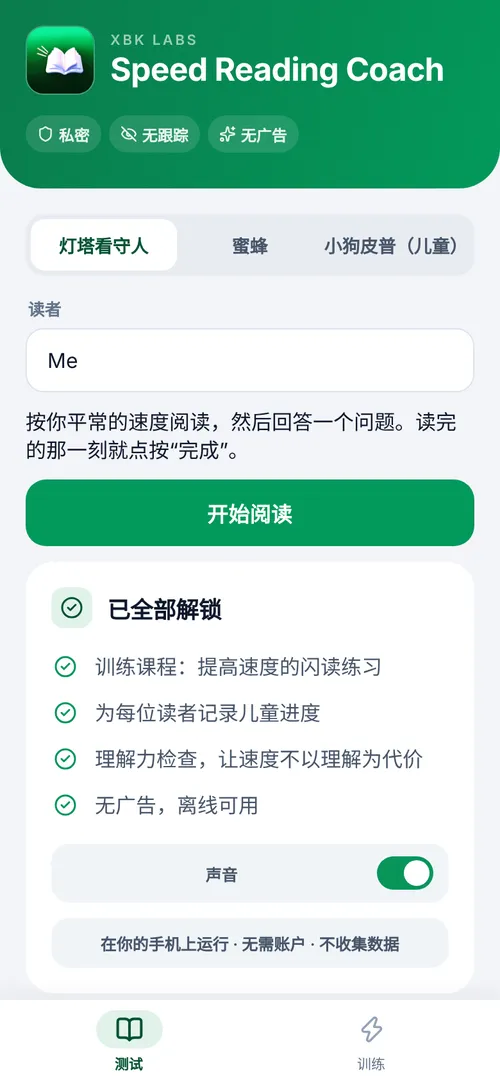 XBK LABS
Speed Reading Coach
私密
无跟踪
无广告
灯塔看守人
蜜蜂
小狗皮普（儿童）
读者
Me
按你平常的速度阅读，然后回答一个问题。读完
的那一刻就点按“完成”。
开始阅读
已全部解锁
训练课程：提高速度的闪读练习
为每位读者记录儿童进度
理解力检查，让速度不以理解为代价
无广告，离线可用
声音
在你的手机上运行 · 无需账户 · 不收集数据
测试
训练